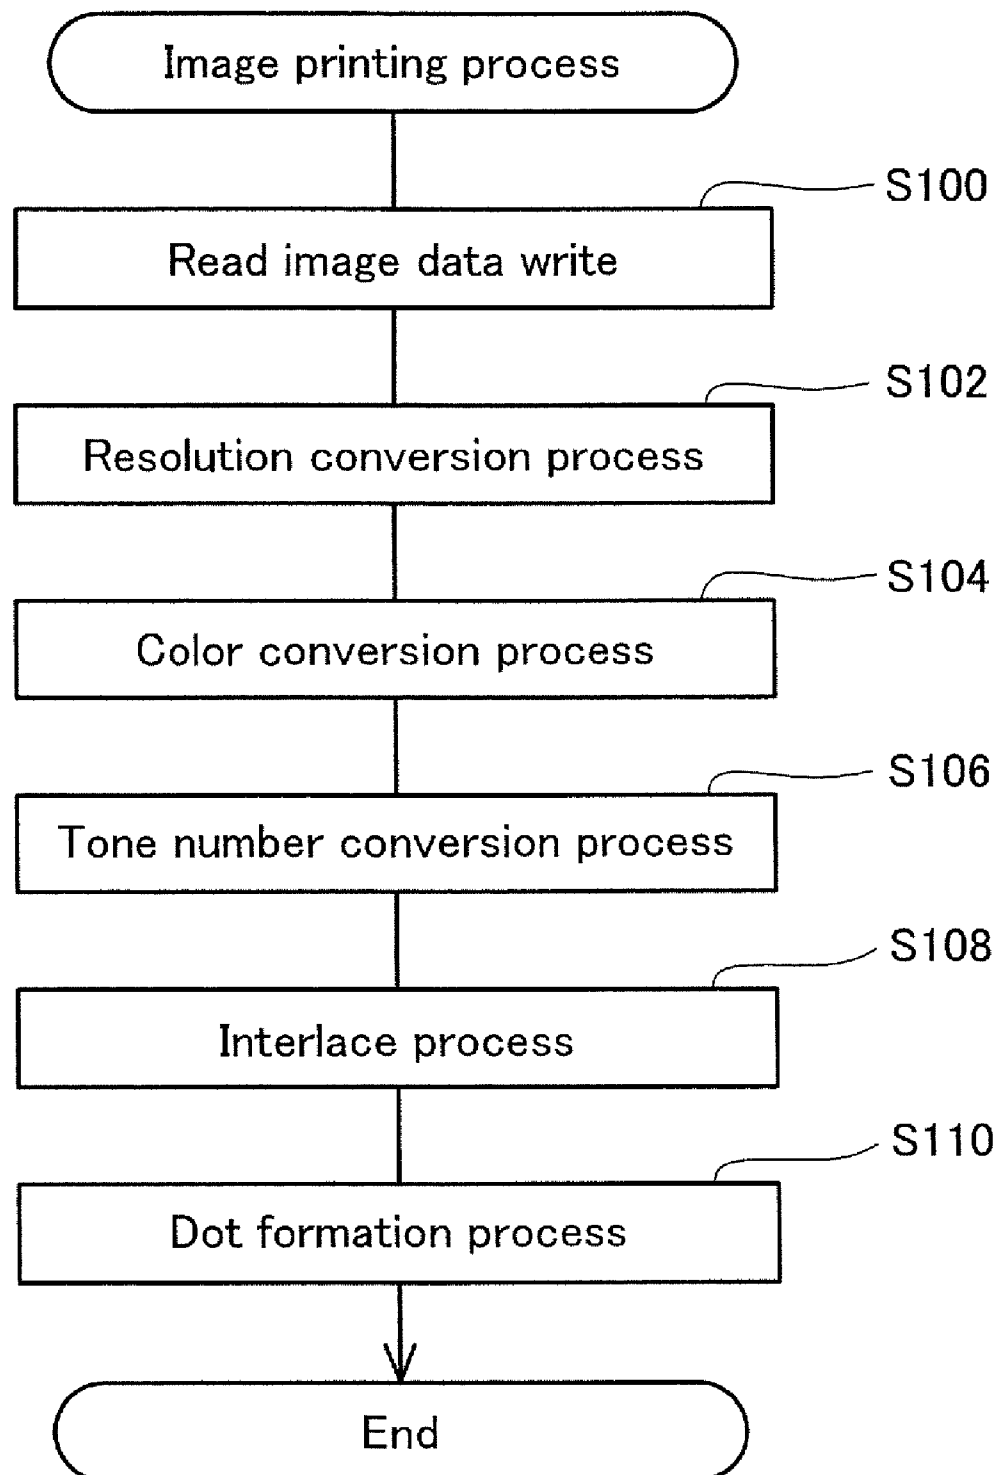 Image printing process
S100
Read image data write
S102
Resolution conversion process
S104
Color conversion process
S106
Tone number conversion process
S108
Interlace process
S110
Dot formation process
End